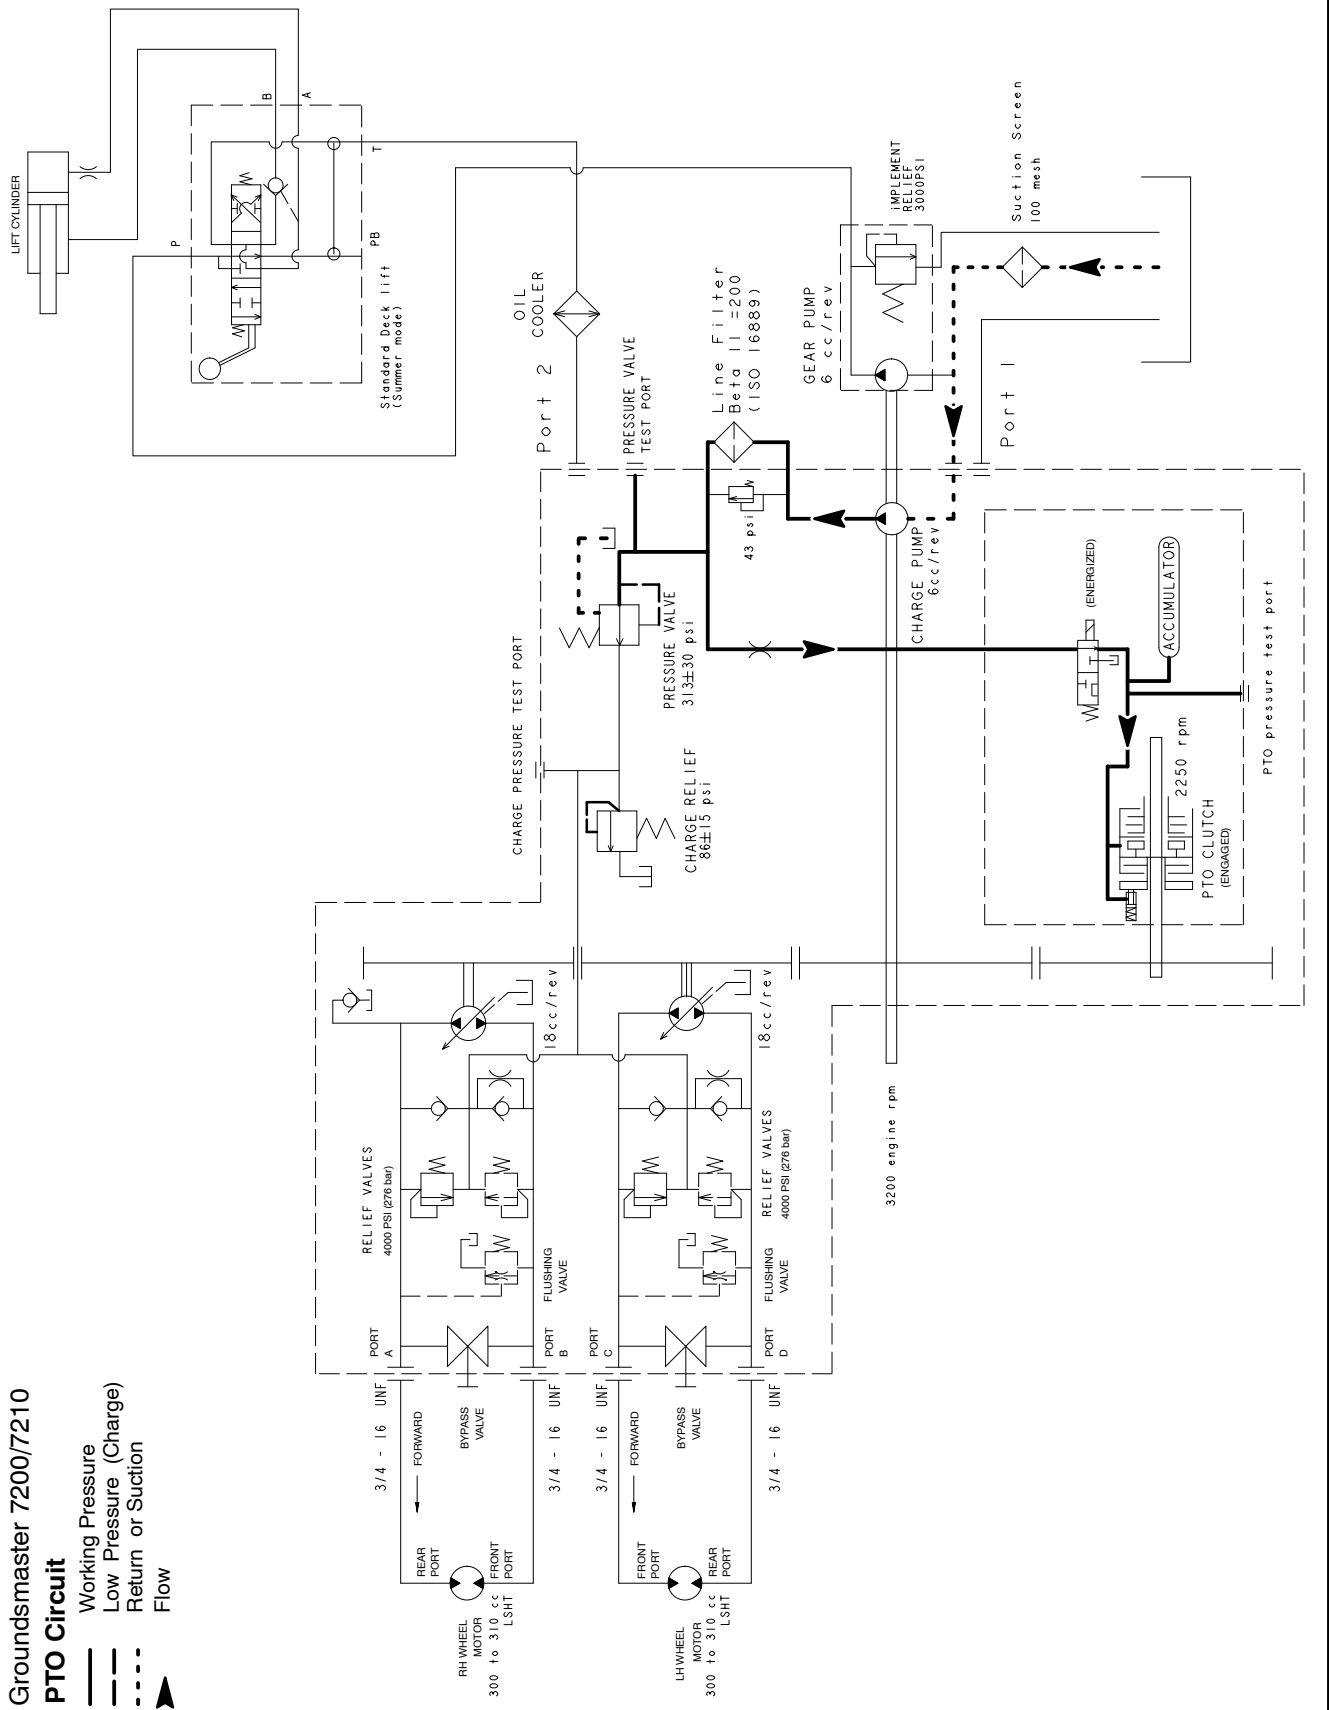 Groundsmaster 7200/7210
PTO Circuit
Working Pressure
Low Pressure (Charge)
Return or Suction
Flow
LIFT CYLINDER
P
B
A
T
PB
Standard Deck lift
(Summer mode)
OIL
COOLER
Port 2
PRESSURE VALVE
TEST PORT
Line Filter
Beta 11 =200
(ISO 16889)
GEAR PUMP
6 cc/rev
iMPLEMENT
RELIEF
3000PSI
Suction Screen
100 mesh
Port 1
43 psi
CHARGE PUMP
6cc/rev
PRESSURE VALVE
313±30 psi
CHARGE PRESSURE TEST PORT
CHARGE RELIEF
86±15 psi
(ENERGIZED)
ACCUMULATOR
PTO pressure test port
2250 rpm
PTO CLUTCH
(ENGAGED)
18cc/rev
18cc/rev
3200 engine rpm
RELIEF VALVES
4000 PSI (276 bar)
RELIEF VALVES
4000 PSI (276 bar)
FLUSHING
VALVE
FLUSHING
VALVE
PORT
A
PORT
B
PORT
C
PORT
D
3/4 - 16 UNF
3/4 - 16 UNF
3/4 - 16 UNF
3/4 - 16 UNF
FORWARD
BYPASS
VALVE
FORWARD
BYPASS
VALVE
REAR
PORT
FRONT
PORT
FRONT
PORT
REAR
PORT
RH WHEEL
MOTOR
300 to 310 cc
LSHT
LH WHEEL
MOTOR
300 to 310 cc
LSHT